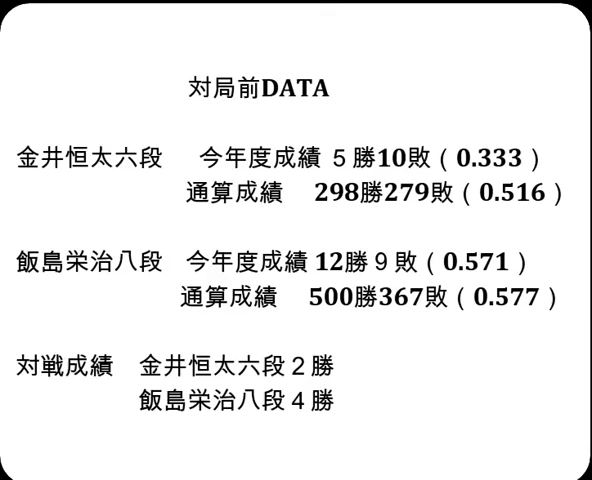 対局前DATA
金井恒太六段 今年度成績 5勝10敗（0.333）
通算成績 298勝279敗（0.516）
飯島栄治八段 今年度成績 12勝9敗（0.571）
通算成績 500勝367敗（0.577）
対戦成績 金井恒太六段2勝
飯島栄治八段4勝